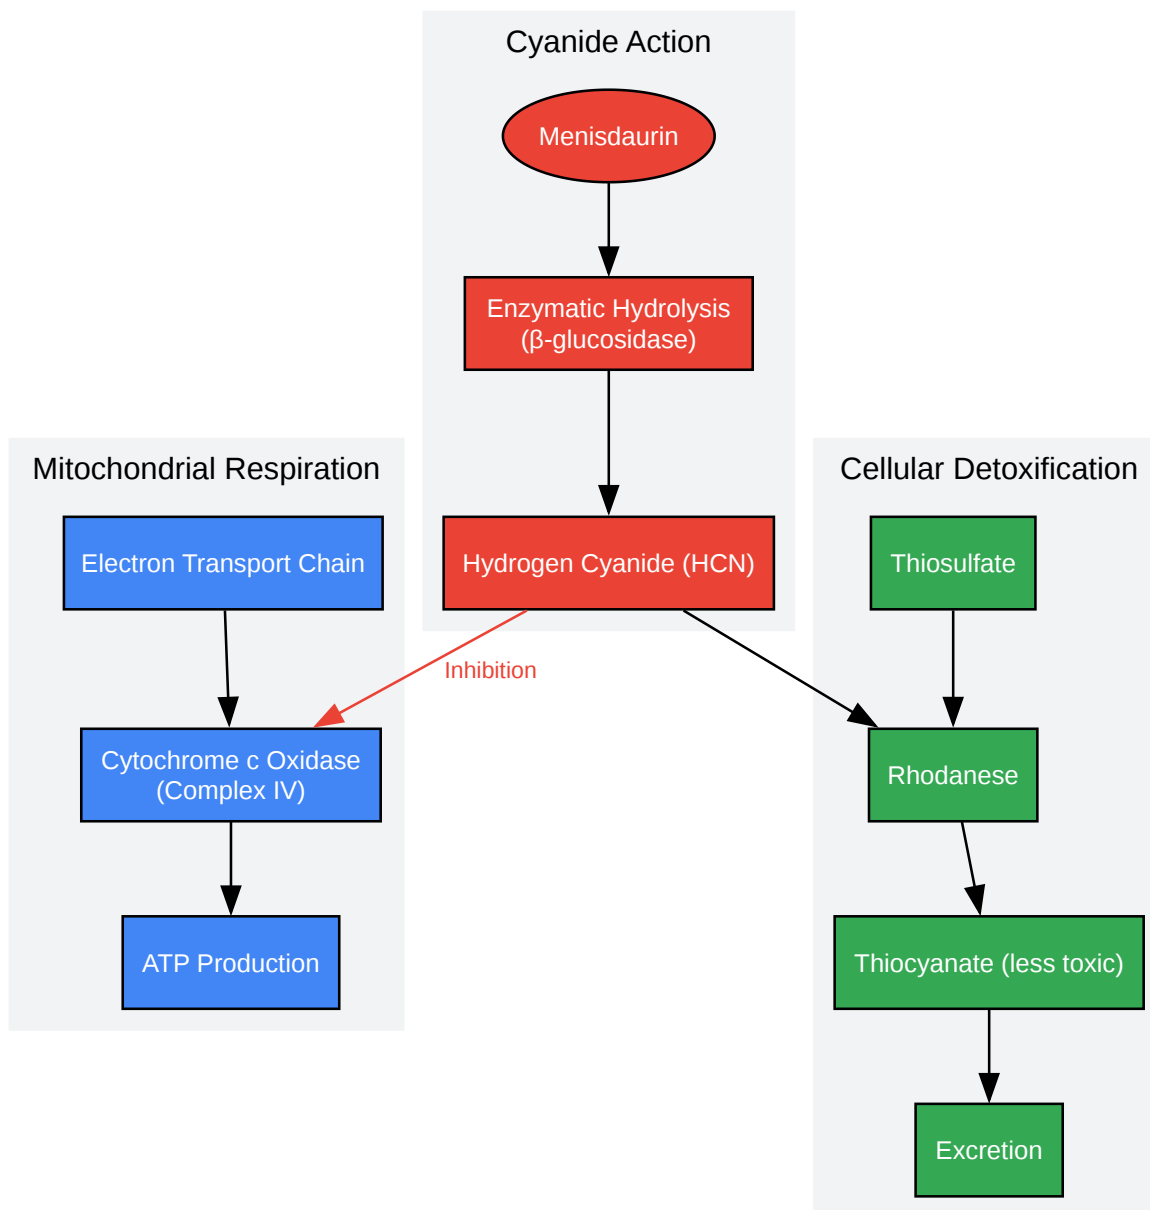 Cyanide Action
Menisdaurin
Enzymatic Hydrolysis
(β-glucosidase)
Hydrogen Cyanide (HCN)
Inhibition
Mitochondrial Respiration
Electron Transport Chain
Cytochrome c Oxidase
(Complex IV)
ATP Production
Cellular Detoxification
Thiosulfate
Rhodanese
Thiocyanate (less toxic)
Excretion